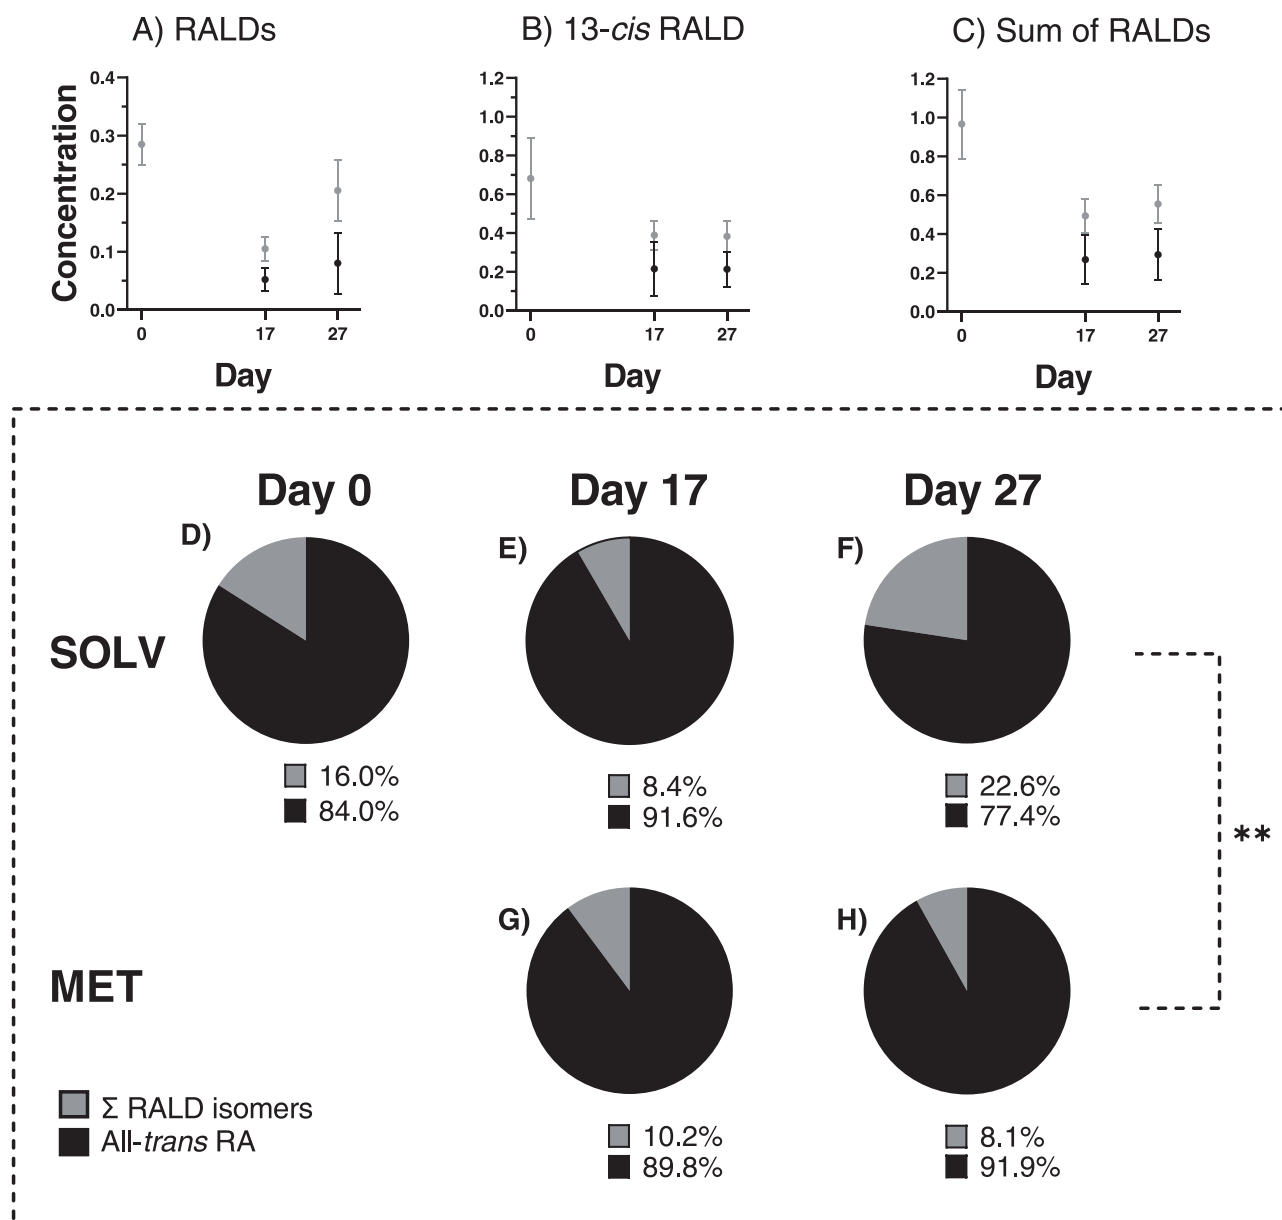 A) RALDs
B) 13-cis RALD
C) Sum of RALDs
Concentration
0.4
0.3
0.2
0.1
0.0
0 17 27
Day
1.2
1.0
0.8
0.6
0.4
0.2
0.0
0 17 27
Day
1.2
1.0
0.8
0.6
0.4
0.2
0.0
0 17 27
Day
Day 0 Day 17 Day 27
D) E) F)
SOLV
16.0%
84.0%
8.4%
91.6%
22.6%
77.4%
**
G) H)
MET
10.2%
89.8%
8.1%
91.9%
Σ RALD isomers
All-trans RA